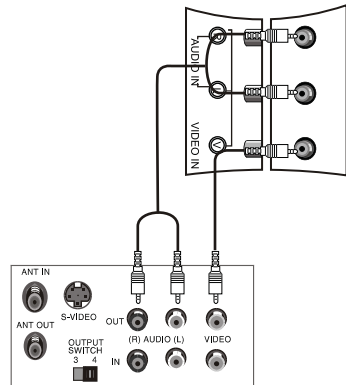 R
AUDIO IN
L
VIDEO IN
V
ANT IN
S-VIDEO
ANT OUT
OUT
(R) AUDIO (L) VIDEO
OUTPUT
SWITCH
3 4
IN